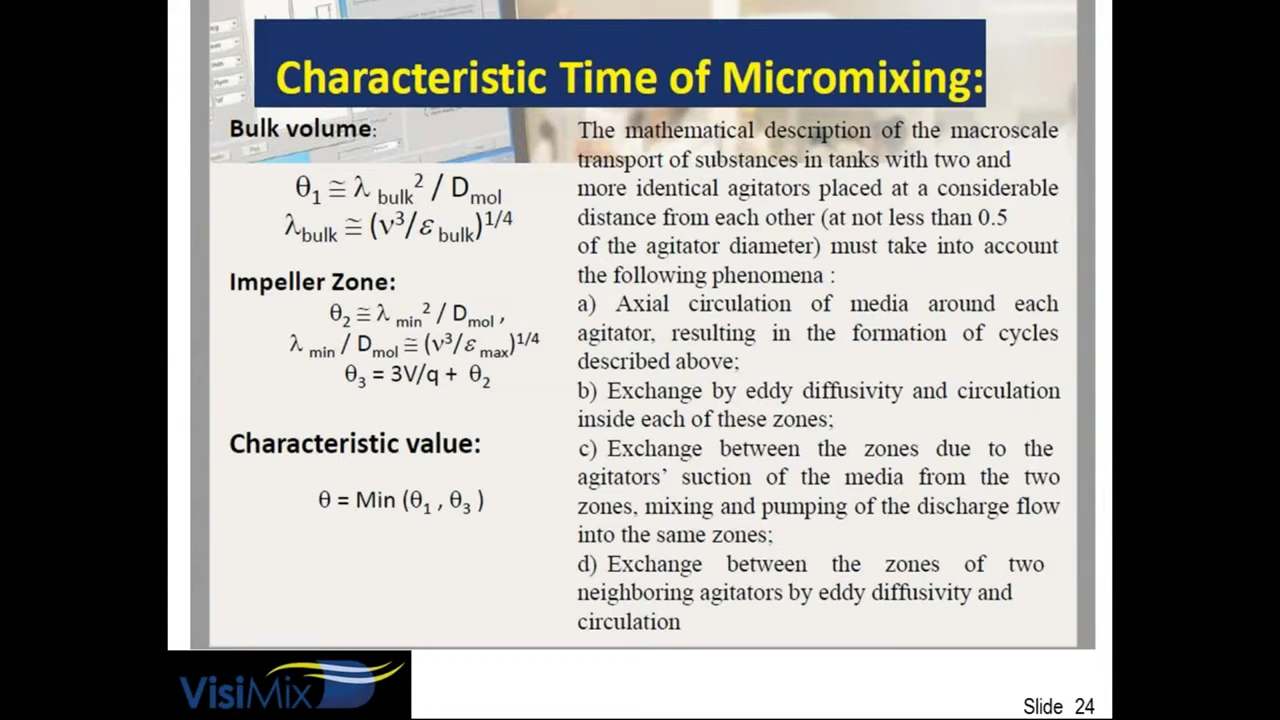 Characteristic Time of Micromixing:
Bulk volume:
θ₁ ≅ λ bulk² / Dmol
λbulk ≅ (ν³/ε bulk)¹/⁴
Impeller Zone:
θ₂ ≅ λ min² / Dmol ,
λ min / Dmol ≅ (ν³/ε max)¹/⁴
θ₃ = 3V/q + θ₂
Characteristic value:
θ = Min (θ₁ , θ₃ )
The mathematical description of the macroscale
transport of substances in tanks with two and
more identical agitators placed at a considerable
distance from each other (at not less than 0.5
of the agitator diameter) must take into account
the following phenomena :
a) Axial circulation of media around each
agitator, resulting in the formation of cycles
described above;
b) Exchange by eddy diffusivity and circulation
inside each of these zones;
c) Exchange between the zones due to the
agitators’ suction of the media from the two
zones, mixing and pumping of the discharge flow
into the same zones;
d) Exchange between the zones of two
neighboring agitators by eddy diffusivity and
circulation
VisiMix
Slide 24